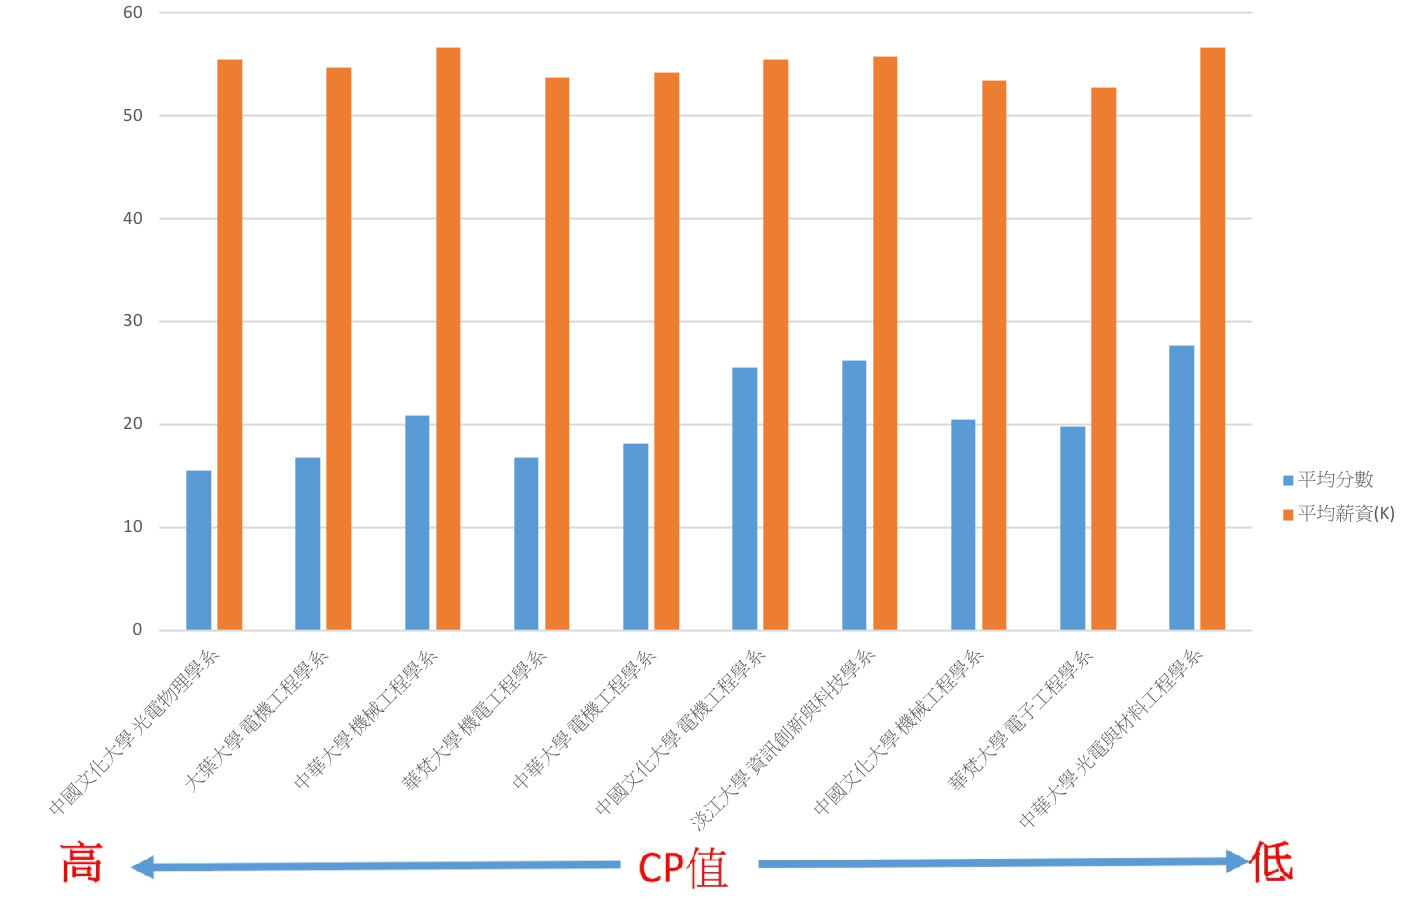 60
50
40
30
20
10
0
平均分數
平均薪資(K)
中國文化大學 光電物理學系
大葉大學 電機工程學系
中華大學 機械工程學系
華梵大學 機電工程學系
中華大學 電機工程學系
中國文化大學 電機工程學系
淡江大學 資訊創新與科技學系
中國文化大學 機械工程學系
華梵大學 電子工程學系
中華大學 光電與材料工程學系
高 CP值 低